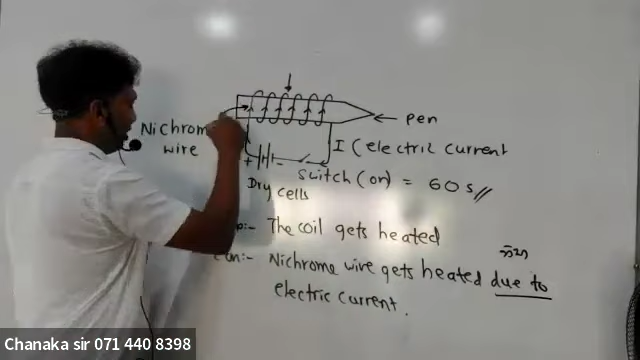 pen
Nichrome wire
I (electric current
+ -
Switch (on) = 60 s
Dry cells
The coil gets heated
නිසා
Nichrome wire gets heated due to
electric current.
Chanaka sir 071 440 8398